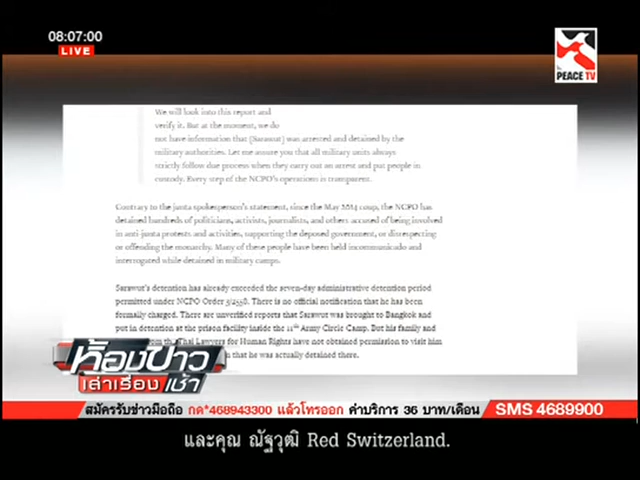 08:07:00
LIVE
PEACE TV
We will look into this report and
verify it. But at the moment, we do
not have information that (Sarawut) was arrested and detained by the
military authorities. Let me assure you that all military units always
strictly follow due process when they carry out an arrest and put people in
custody. Every step of the NCPO's operations is transparent.
Contrary to the junta spokesperson's statement, since the May 2014 coup, the NCPO has
detained hundreds of politicians, activists, journalists, and others accused of being involved
in anti-junta protests and activities, supporting the deposed government, or disrespecting
or offending the monarchy. Many of these people have been held incommunicado and
interrogated while detained in military camps.
Sarawut's detention has already exceeded the seven-day administrative detention period
permitted under NCPO Order 3/2558. There is no official notification that he has been
formally charged. There are unverified reports that Sarawut was brought to Bangkok and
put in detention at the prison facility inside the 11th Army Circle Camp. But his family and
Thai Lawyers for Human Rights have not obtained permission to visit him
that he was actually detained there.
ห้องข่าว
เล่าเรื่อง เช้า
สมัครรับข่าวมือถือ กด*468943300 แล้วโทรออก ค่าบริการ 36 บาท/เดือน SMS 4689900
และคุณ ณัฐวุฒิ Red Switzerland.